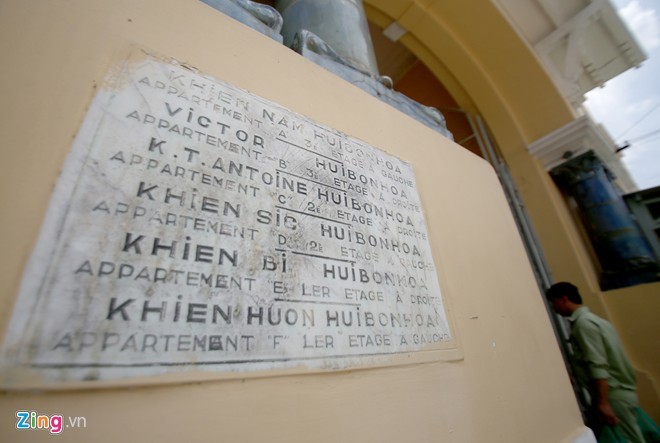 KHIEN NAM HUIBONHOA
APPARTEMENT A 3E ETAGE A GAUCHE
VICTOR HUIBONHOA
APPARTEMENT B 3E ETAGE A DROITE
K.T. ANTOINE HUIBONHOA
APPARTEMENT C 2E ETAGE A DROITE
KHIEN SIC HUIBONHOA
APPARTEMENT D 2E ETAGE A GAUCHE
KHIEN BI HUIBONHOA
APPARTEMENT E LER ETAGE A DROITE
KHIEN HUON HUIBONHOA
APPARTEMENT "F" LER ETAGE A GAUCHE
Zing.vn